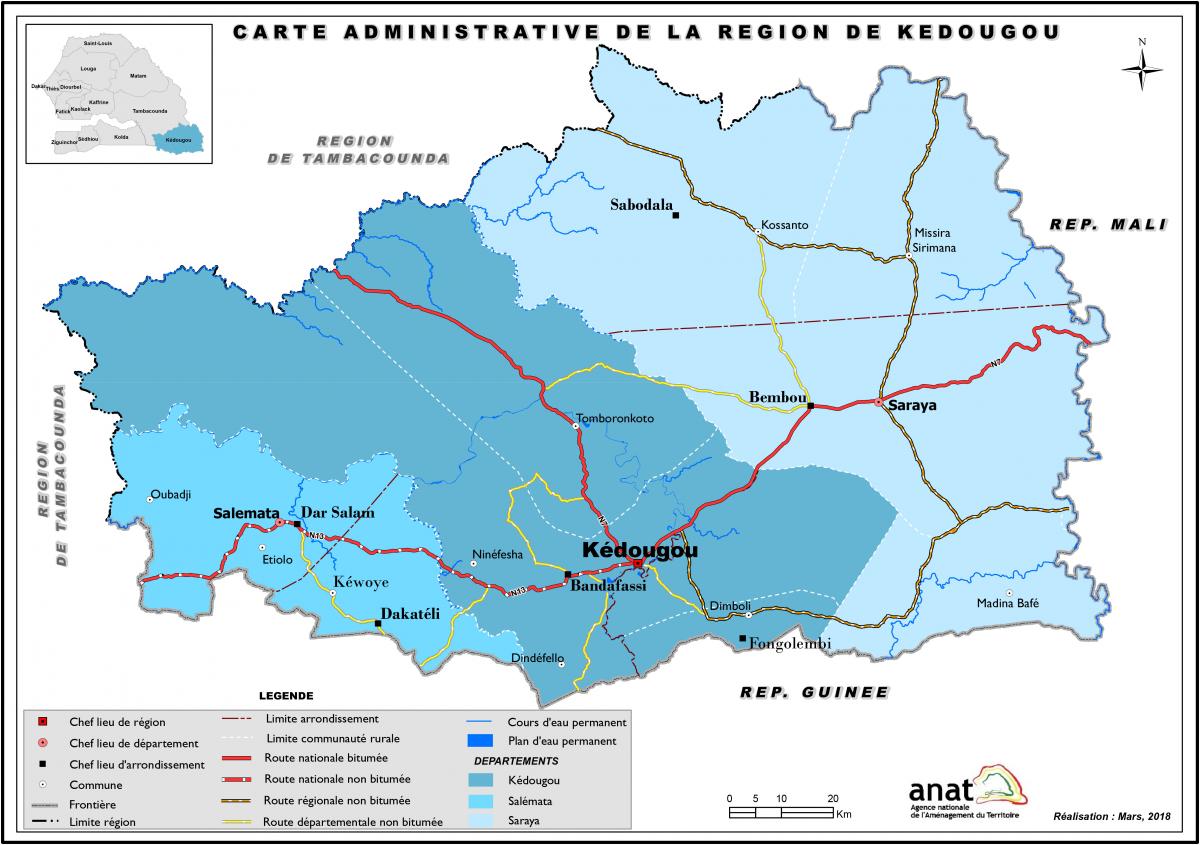 CARTE ADMINISTRATIVE DE LA REGION DE KEDOUGOU
Saint-Louis
Louga
Matam
Dakar
Thiès
Diourbel
Kaffrine
Fatick
Kaolack
Tambacounda
Ziguinchor
Sédhiou
Kolda
Kédougou
N
REGION
DE TAMBACOUNDA
REP. MALI
Sabodala
Kossanto
Missira
Sirimana
N7
Bembou
Saraya
Tomboronkoto
REGION
DE TAMBACOUNDA
Oubadji
Salemata
Dar Salam
N13
N7
Etiolo
Ninéfesha
Kédougou
Kéwoye
Bandafassi
N13
Dakatéli
Dimboli
Madina Bafé
Fongolembi
Dindéfello
REP. GUINEE
LEGENDE
Chef lieu de région
Chef lieu de département
Chef lieu d'arrondissement
Commune
Frontière
Limite région
Limite arrondissement
Limite communauté rurale
Route nationale bitumée
Route nationale non bitumée
Route régionale non bitumée
Route départementale non bitumée
Cours d'eau permanent
Plan d'eau permanent
DEPARTEMENTS
Kédougou
Salémata
Saraya
0 5 10 20
Km
anat
Agence nationale
de l'Aménagement du Territoire
Réalisation : Mars, 2018